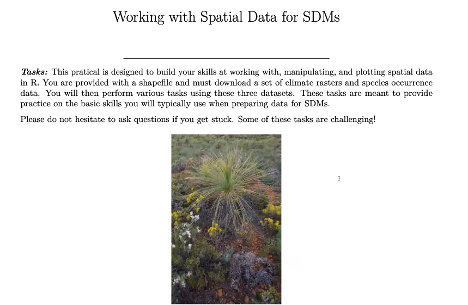 Working with Spatial Data for SDMs
Tasks: This pratical is designed to build your skills at working with, manipulating, and plotting spatial data
in R. You are provided with a shapefile and must download a set of climate rasters and species occurrence
data. You will then perform various tasks using these three datasets. These tasks are meant to provide
practice on the basic skills you will typically use when preparing data for SDMs.
Please do not hesitate to ask questions if you get stuck. Some of these tasks are challenging!